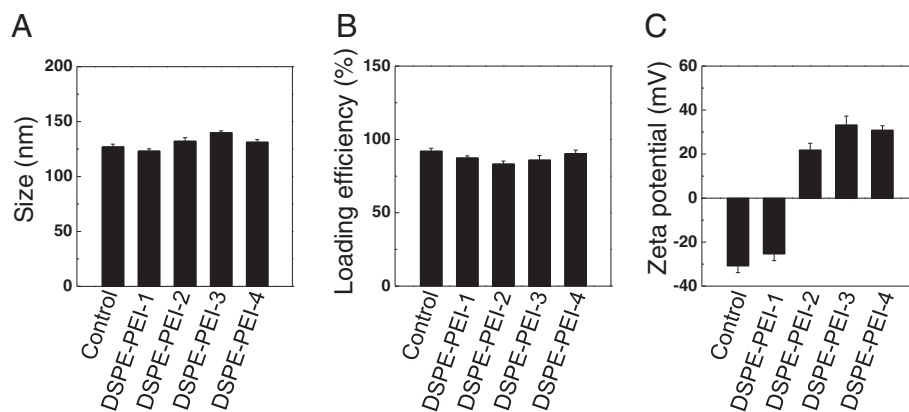 A
Size (nm)
200
150
100
50
0
Control
DSPE-PEI-1
DSPE-PEI-2
DSPE-PEI-3
DSPE-PEI-4
B
Loading efficiency (%)
150
100
50
0
Control
DSPE-PEI-1
DSPE-PEI-2
DSPE-PEI-3
DSPE-PEI-4
C
Zeta potential (mV)
60
40
20
0
-20
-40
Control
DSPE-PEI-1
DSPE-PEI-2
DSPE-PEI-3
DSPE-PEI-4